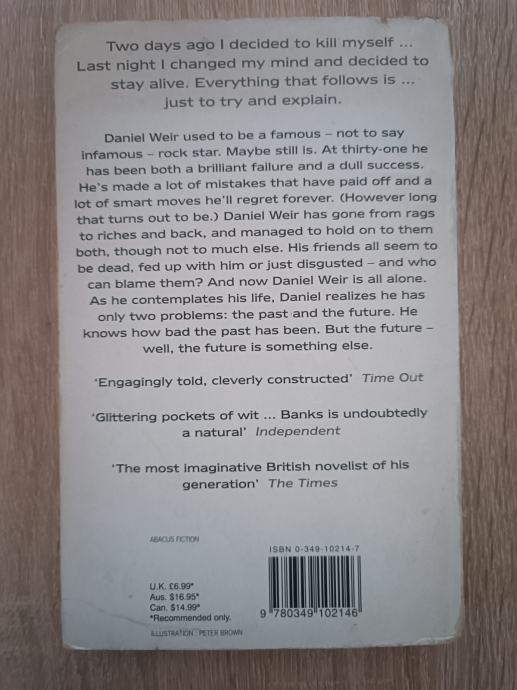 Two days ago I decided to kill myself ...
Last night I changed my mind and decided to
stay alive. Everything that follows is ...
just to try and explain.
Daniel Weir used to be a famous – not to say
infamous – rock star. Maybe still is. At thirty-one he
has been both a brilliant failure and a dull success.
He's made a lot of mistakes that have paid off and a
lot of smart moves he'll regret forever. (However long
that turns out to be.) Daniel Weir has gone from rags
to riches and back, and managed to hold on to them
both, though not to much else. His friends all seem to
be dead, fed up with him or just disgusted – and who
can blame them? And now Daniel Weir is all alone.
As he contemplates his life, Daniel realizes he has
only two problems: the past and the future. He
knows how bad the past has been. But the future –
well, the future is something else.
'Engagingly told, cleverly constructed' Time Out
'Glittering pockets of wit ... Banks is undoubtedly
a natural' Independent
'The most imaginative British novelist of his
generation' The Times
ABACUS FICTION
ISBN 0-349-10214-7
U.K. £6.99*
Aus. $16.95*
Can. $14.99*
*Recommended only.
9 780349 102146
ILLUSTRATION : PETER BROWN